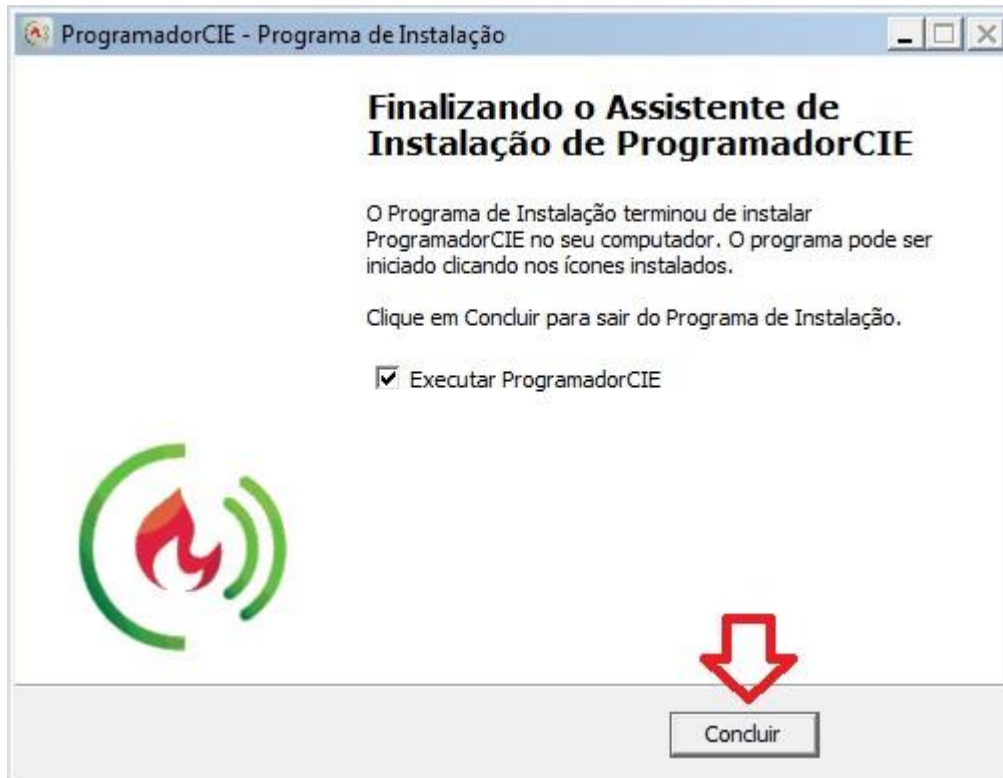 ProgramadorCIE - Programa de Instalação
Finalizando o Assistente de
Instalação de ProgramadorCIE
O Programa de Instalação terminou de instalar
ProgramadorCIE no seu computador. O programa pode ser
iniciado clicando nos ícones instalados.
Clique em Concluir para sair do Programa de Instalação.
Executar ProgramadorCIE
Concluir